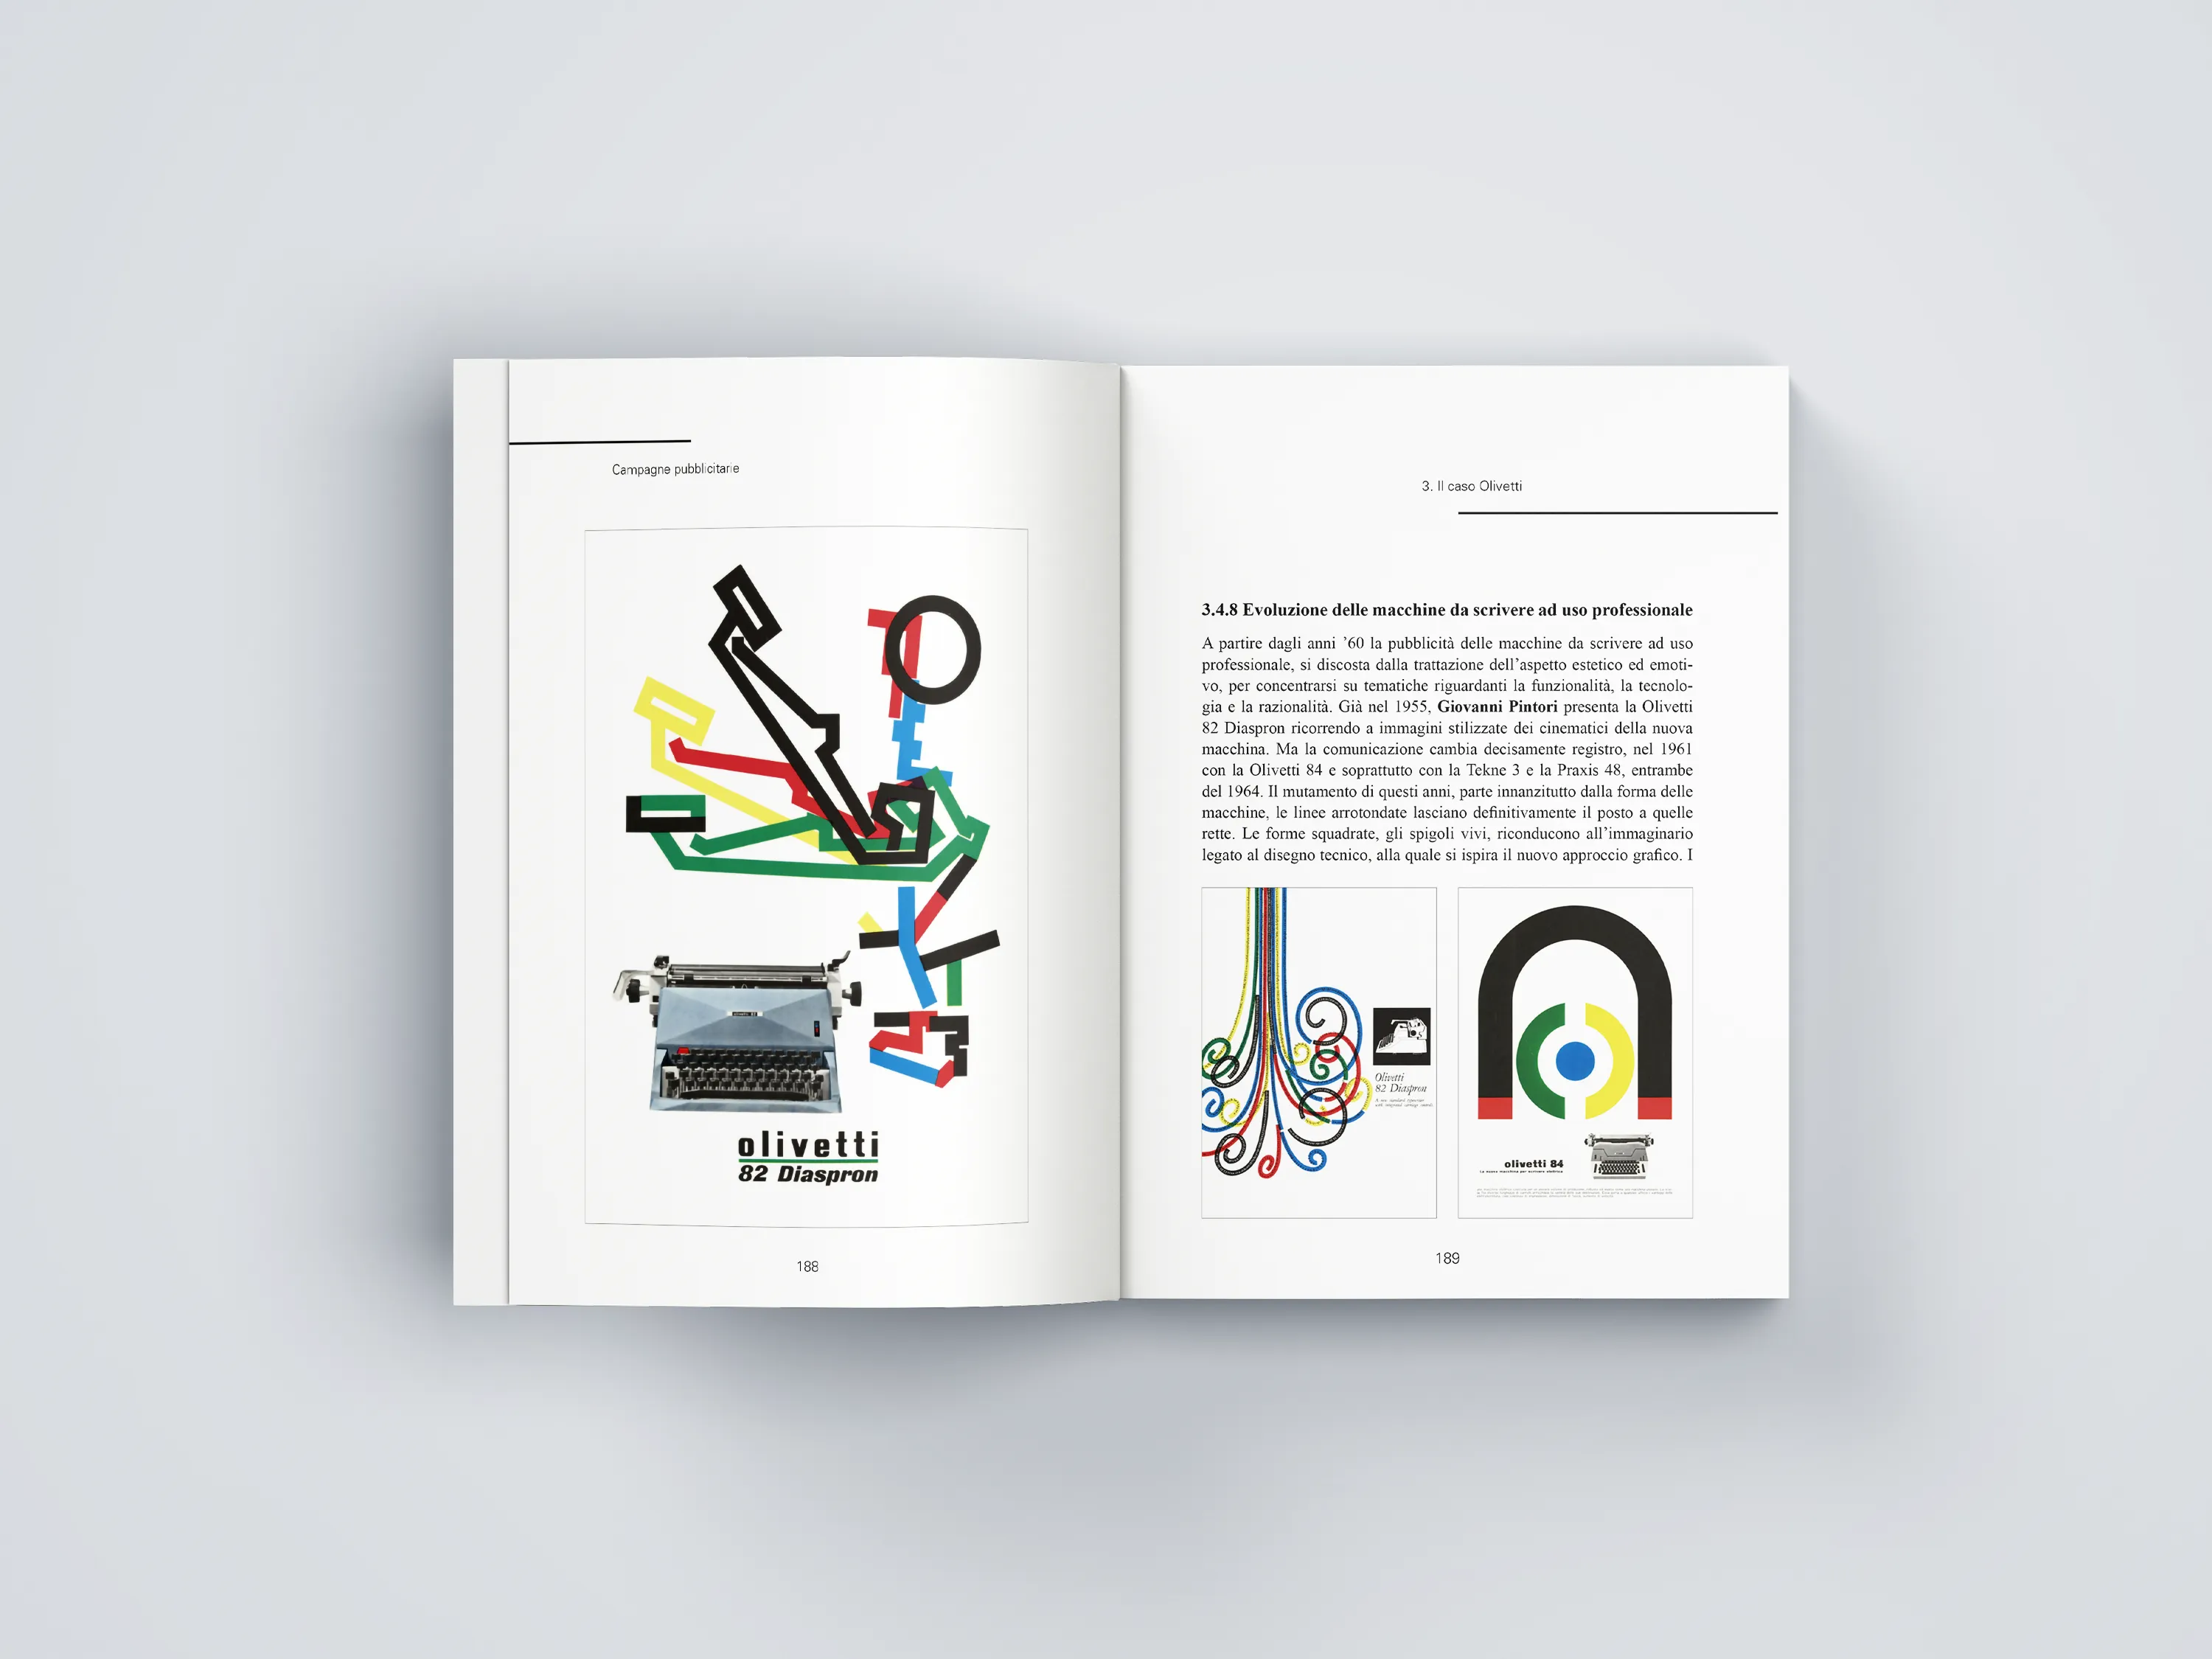 Campagne pubblicitarie
olivetti
82 Diaspron
188
3. Il caso Olivetti
3.4.8 Evoluzione delle macchine da scrivere ad uso professionale
A partire dagli anni ’60 la pubblicità delle macchine da scrivere ad uso
professionale, si discosta dalla trattazione dell’aspetto estetico ed emoti-
vo, per concentrarsi su tematiche riguardanti la funzionalità, la tecnolo-
gia e la razionalità. Già nel 1955, Giovanni Pintori presenta la Olivetti
82 Diaspron ricorrendo a immagini stilizzate dei cinematici della nuova
macchina. Ma la comunicazione cambia decisamente registro, nel 1961
con la Olivetti 84 e soprattutto con la Tekne 3 e la Praxis 48, entrambe
del 1964. Il mutamento di questi anni, parte innanzitutto dalla forma delle
macchine, le linee arrotondate lasciano definitivamente il posto a quelle
rette. Le forme squadrate, gli spigoli vivi, riconducono all’immaginario
legato al disegno tecnico, alla quale si ispira il nuovo approccio grafico. I
Olivetti
82 Diaspron
olivetti 84
189